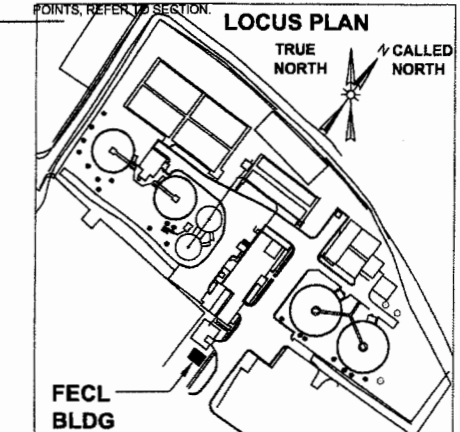 POINTS, REFER TO SECTION.
LOCUS PLAN
TRUE NORTH
N CALLED NORTH
FECL
BLDG